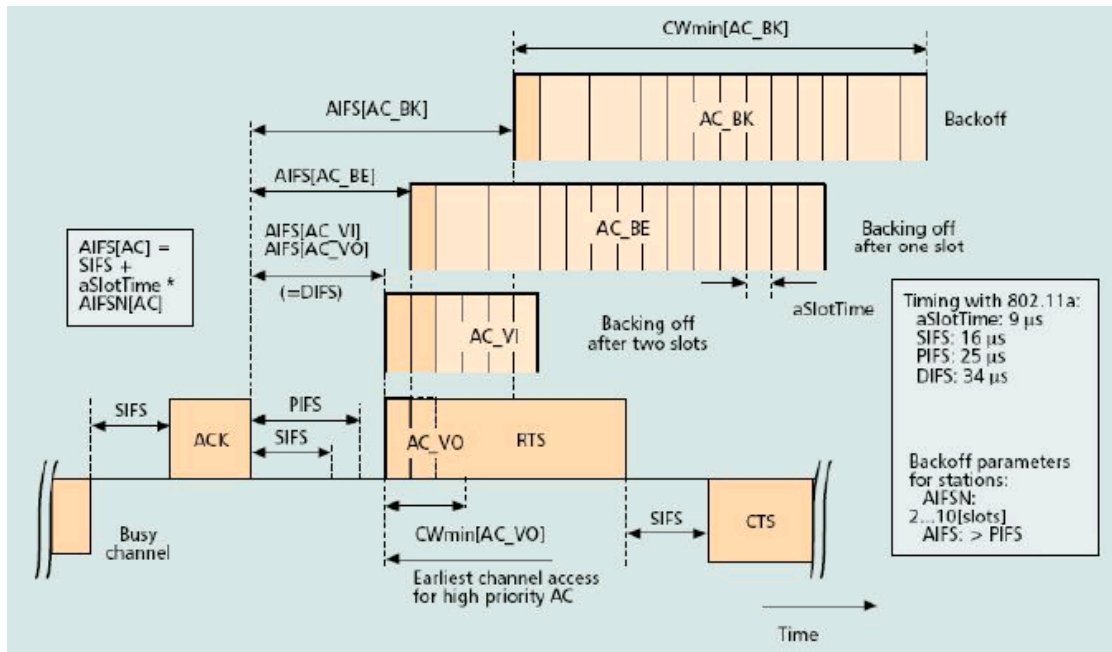 CWmin[AC_BK]
AIFS[AC_BK]
AC_BK
Backoff
AIFS[AC_BE]
AC_BE
Backing off
after one slot
AIFS[AC_VI]
AIFS[AC_VO]
(=DIFS)
AIFS[AC] =
SIFS +
aSlotTime *
AIFSN[AC]
aSlotTime
AC_VI
Backing off
after two slots
Timing with 802.11a:
aSlotTime: 9 µs
SIFS: 16 µs
PIFS: 25 µs
DIFS: 34 µs
Backoff parameters
for stations:
AIFSN:
2...10[slots]
AIFS: > PIFS
SIFS
ACK
PIFS
SIFS
AC_VO
RTS
Busy
channel
CWmin[AC_VO]
SIFS
CTS
Earliest channel access
for high priority AC
Time